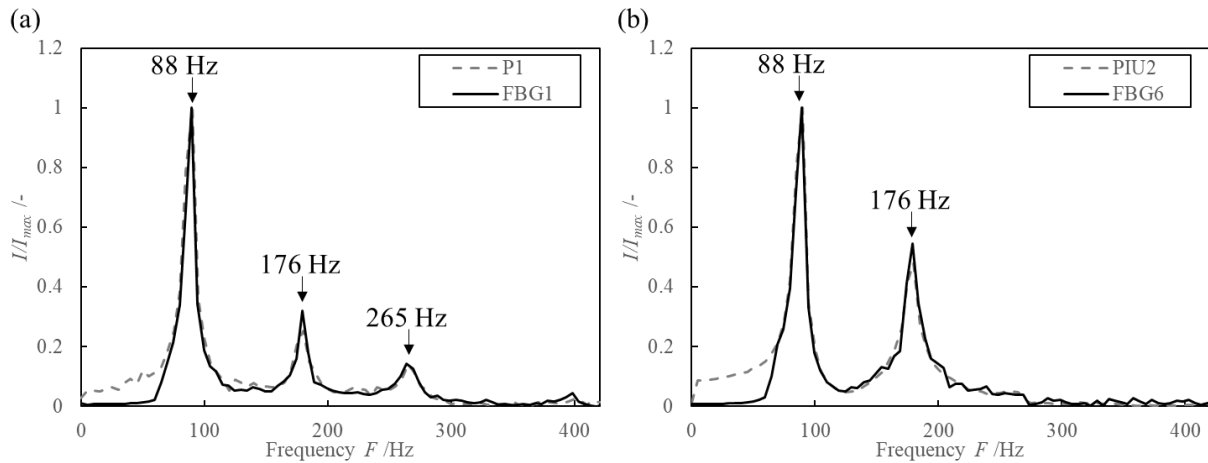 (a)
1.2
1
0.8
0.6
0.4
0.2
0
I/I_max /-
88 Hz
176 Hz
265 Hz
P1
FBG1
0 100 200 300 400
Frequency F /Hz
(b)
1.2
1
0.8
0.6
0.4
0.2
0
I/I_max /-
88 Hz
176 Hz
PIU2
FBG6
0 100 200 300 400
Frequency F /Hz